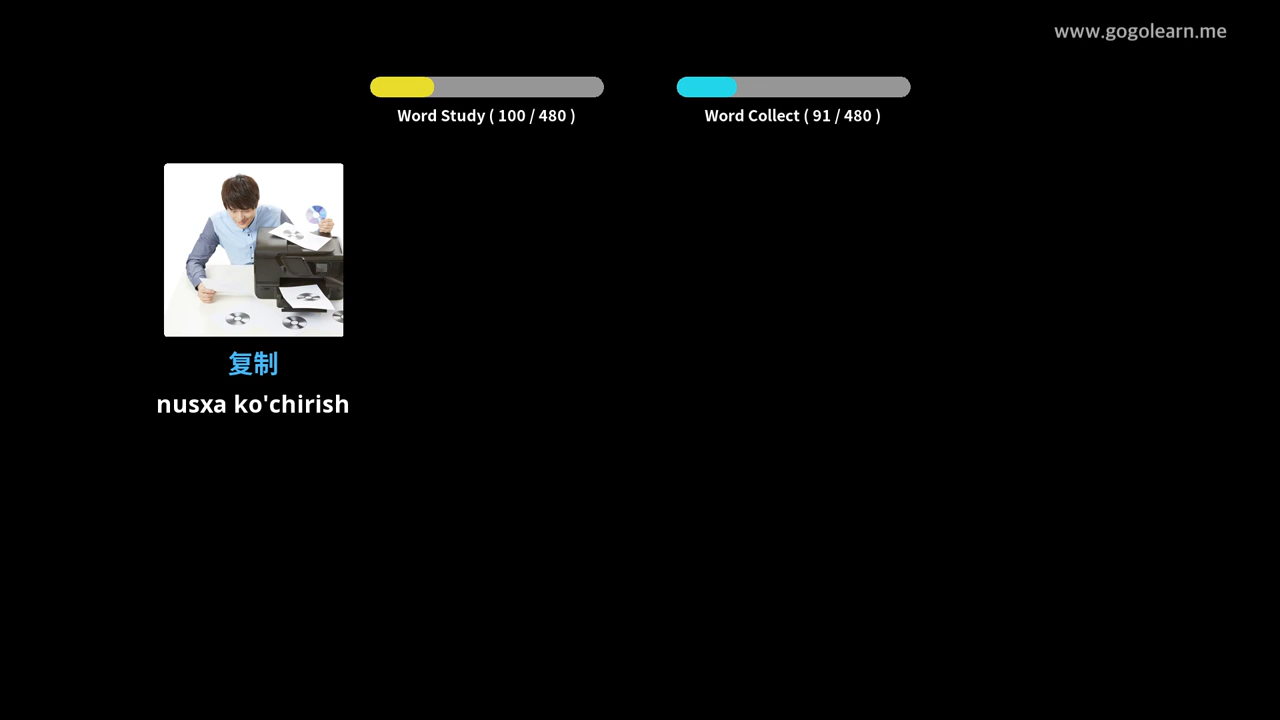 www.gogolearn.me
Word Study ( 100 / 480 )
Word Collect ( 91 / 480 )
复制
nusxa ko'chirish